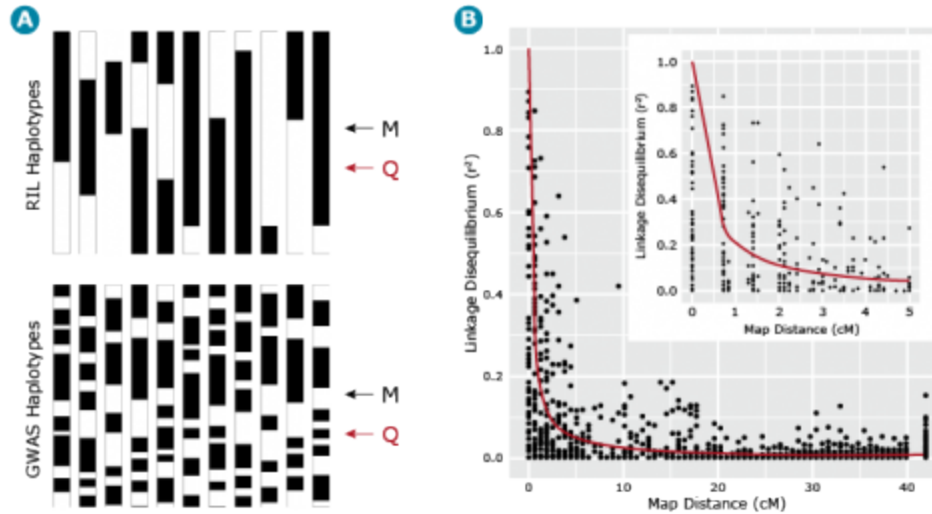 A
RIL Haplotypes
M
Q
GWAS Haplotypes
M
Q
B
Linkage Disequilibrium (r²)
1.0
0.8
0.6
0.4
0.2
0.0
0
10
20
30
40
Map Distance (cM)
Linkage Disequilibrium (r²)
1.0
0.8
0.6
0.4
0.2
0.0
0
1
2
3
4
5
Map Distance (cM)